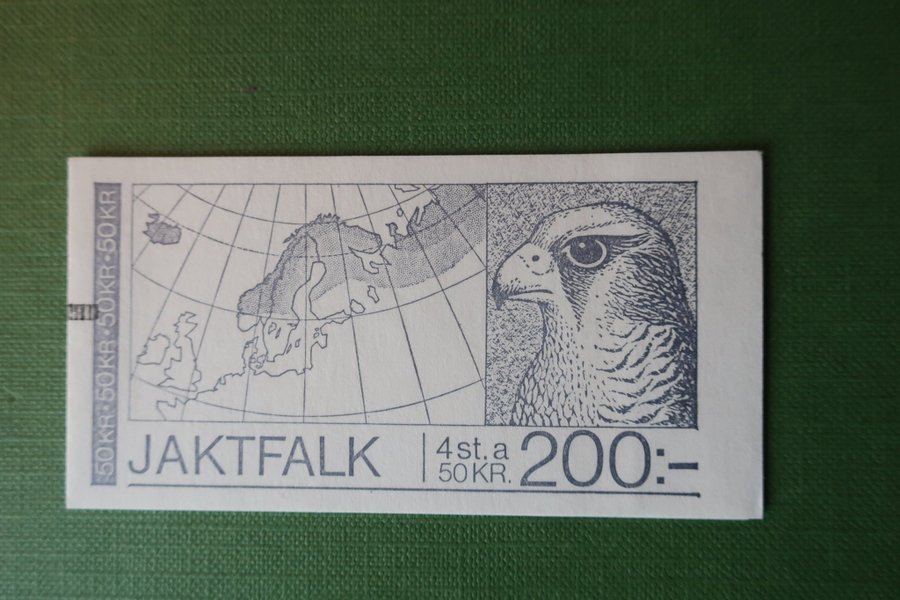 50 KR·50 KR·50 KR·50 KR
JAKTFALK
4 st. a
50 KR.
200:-